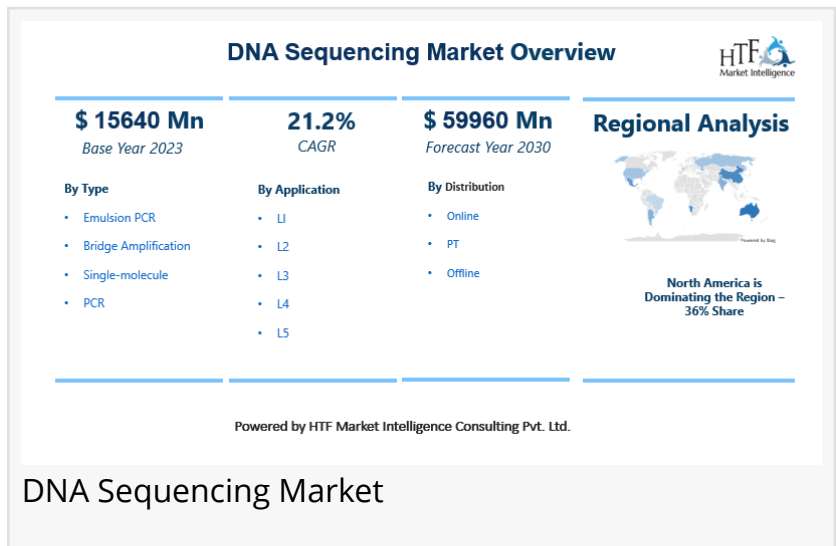 DNA Sequencing Market Overview
HTF
Market Intelligence
$ 15640 Mn
Base Year 2023
By Type
• Emulsion PCR
• Bridge Amplification
• Single-molecule
• PCR
21.2%
CAGR
By Application
• LI
• L2
• L3
• L4
• L5
$ 59960 Mn
Forecast Year 2030
By Distribution
• Online
• PT
• Offline
Regional Analysis
Powered by Bing
North America is
Dominating the Region –
36% Share
Powered by HTF Market Intelligence Consulting Pvt. Ltd.
DNA Sequencing Market